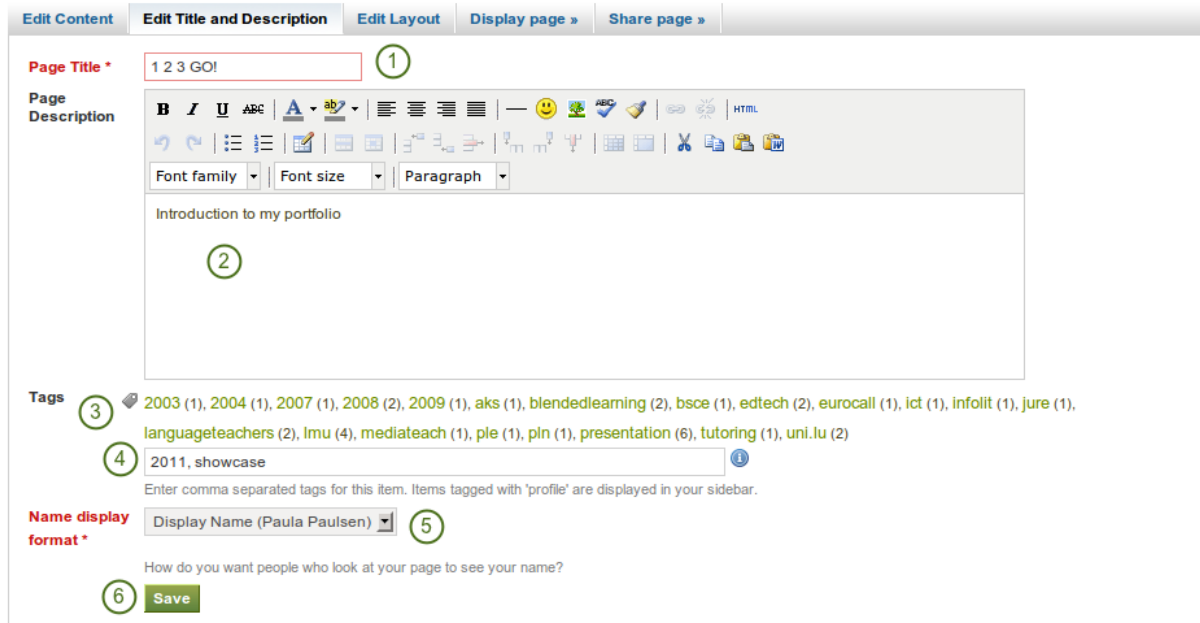 Edit Content Edit Title and Description Edit Layout Display page » Share page »
Page Title * 1 2 3 GO! 1
Page
Description
B I U ABC A ab ABC HTML
Font family Font size Paragraph
Introduction to my portfolio
2
Tags 3 2003 (1), 2004 (1), 2007 (1), 2008 (2), 2009 (1), aks (1), blendedlearning (2), bsce (1), edtech (2), eurocall (1), ict (1), infolit (1), jure (1),
languageteachers (2), lmu (4), mediateach (1), ple (1), pln (1), presentation (6), tutoring (1), uni.lu (2)
4 2011, showcase
Enter comma separated tags for this item. Items tagged with 'profile' are displayed in your sidebar.
Name display
format * Display Name (Paula Paulsen) 5
How do you want people who look at your page to see your name?
6 Save